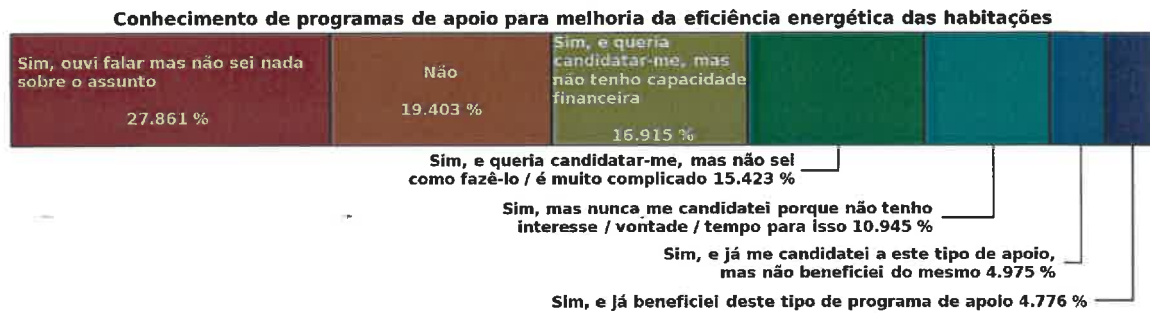 Conhecimento de programas de apoio para melhoria da eficiência energética das habitações
Sim, ouvi falar mas não sei nada
sobre o assunto
27.861 %
Não
19.403 %
Sim, e queria
candidatar-me, mas
não tenho capacidade
financeira
16.915 %
Sim, e queria candidatar-me, mas não sei
como fazê-lo / é muito complicado 15.423 %
Sim, mas nunca me candidatei porque não tenho
interesse / vontade / tempo para isso 10.945 %
Sim, e já me candidatei a este tipo de apoio,
mas não beneficiei do mesmo 4.975 %
Sim, e já beneficiei deste tipo de programa de apoio 4.776 %